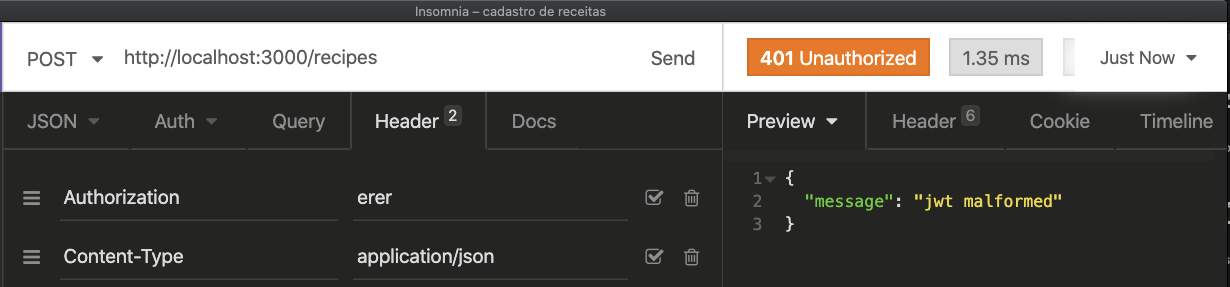 Insomnia – cadastro de receitas
POST http://localhost:3000/recipes Send 401 Unauthorized 1.35 ms Just Now
JSON Auth Query Header 2 Docs Preview Header 6 Cookie Timeline
Authorization erer
Content-Type application/json
1 {
2 "message": "jwt malformed"
3 }